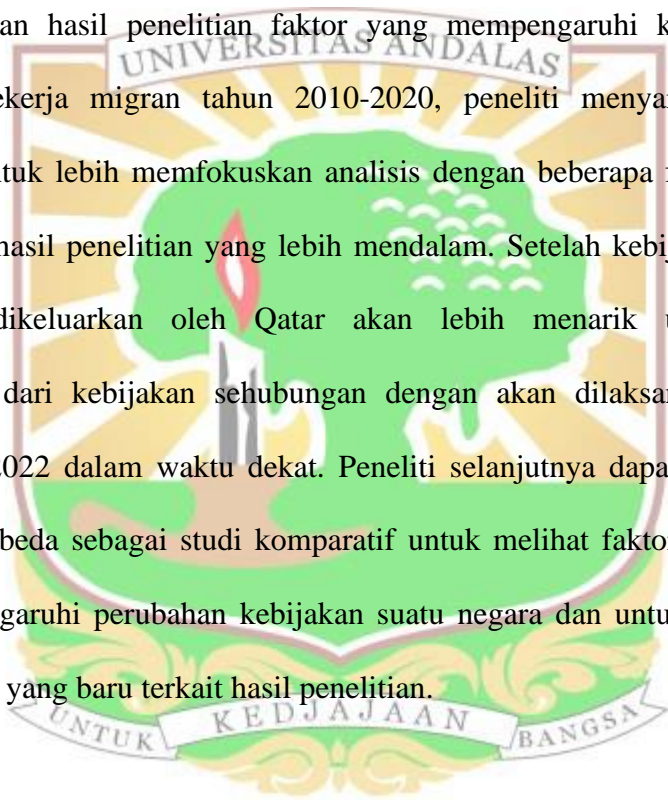 an hasil penelitian faktor yang mempengaruhi k
UNIVERSITAS ANDALAS
ekerja migran tahun 2010-2020, peneliti menya
tuk lebih memfokuskan analisis dengan beberapa
hasil penelitian yang lebih mendalam. Setelah kebij
dikeluarkan oleh Qatar akan lebih menarik
dari kebijakan sehubungan dengan akan dilaksa
2022 dalam waktu dekat. Peneliti selanjutnya dapa
beda sebagai studi komparatif untuk melihat faktor
garuhi perubahan kebijakan suatu negara dan untu
yang baru terkait hasil penelitian.
UNTUK KEDJAJAAN BANGSA